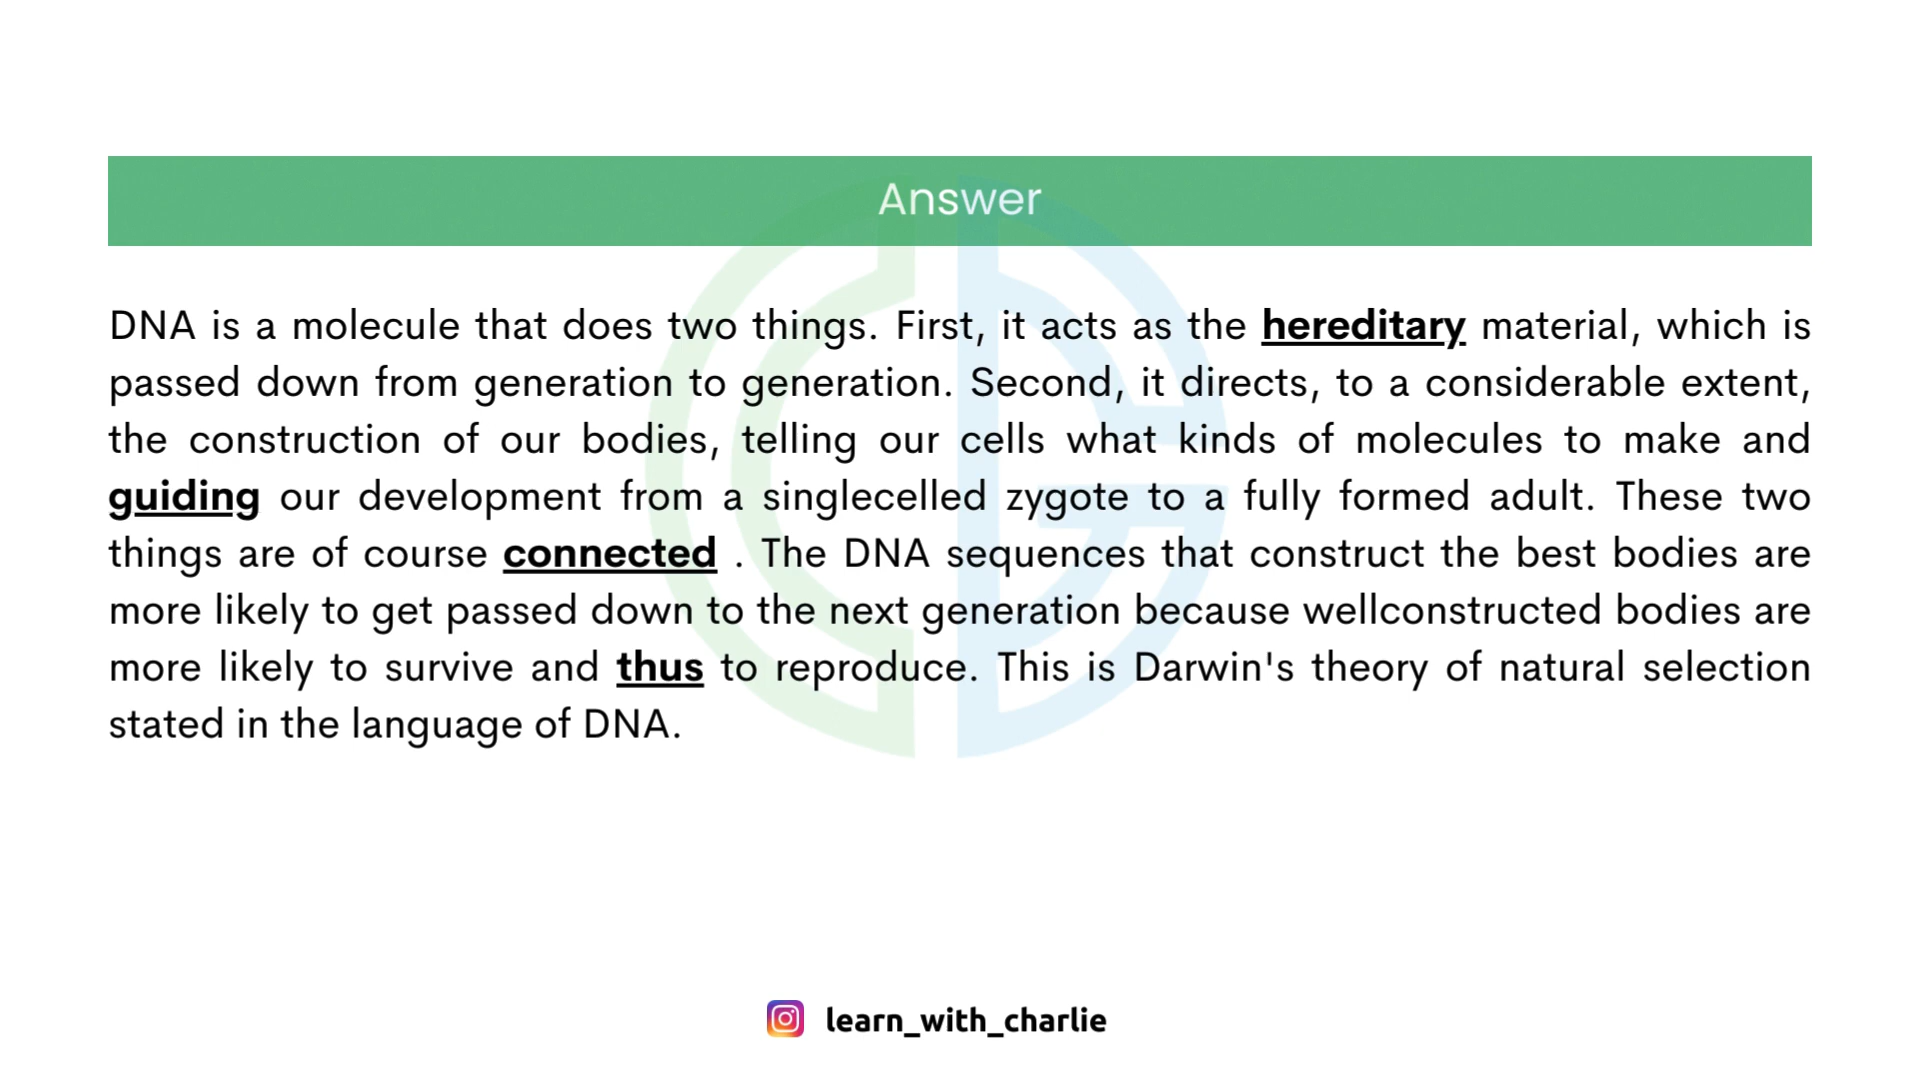 Answer
DNA is a molecule that does two things. First, it acts as the hereditary material, which is
passed down from generation to generation. Second, it directs, to a considerable extent,
the construction of our bodies, telling our cells what kinds of molecules to make and
guiding our development from a singlecelled zygote to a fully formed adult. These two
things are of course connected . The DNA sequences that construct the best bodies are
more likely to get passed down to the next generation because wellconstructed bodies are
more likely to survive and thus to reproduce. This is Darwin's theory of natural selection
stated in the language of DNA.
learn_with_charlie